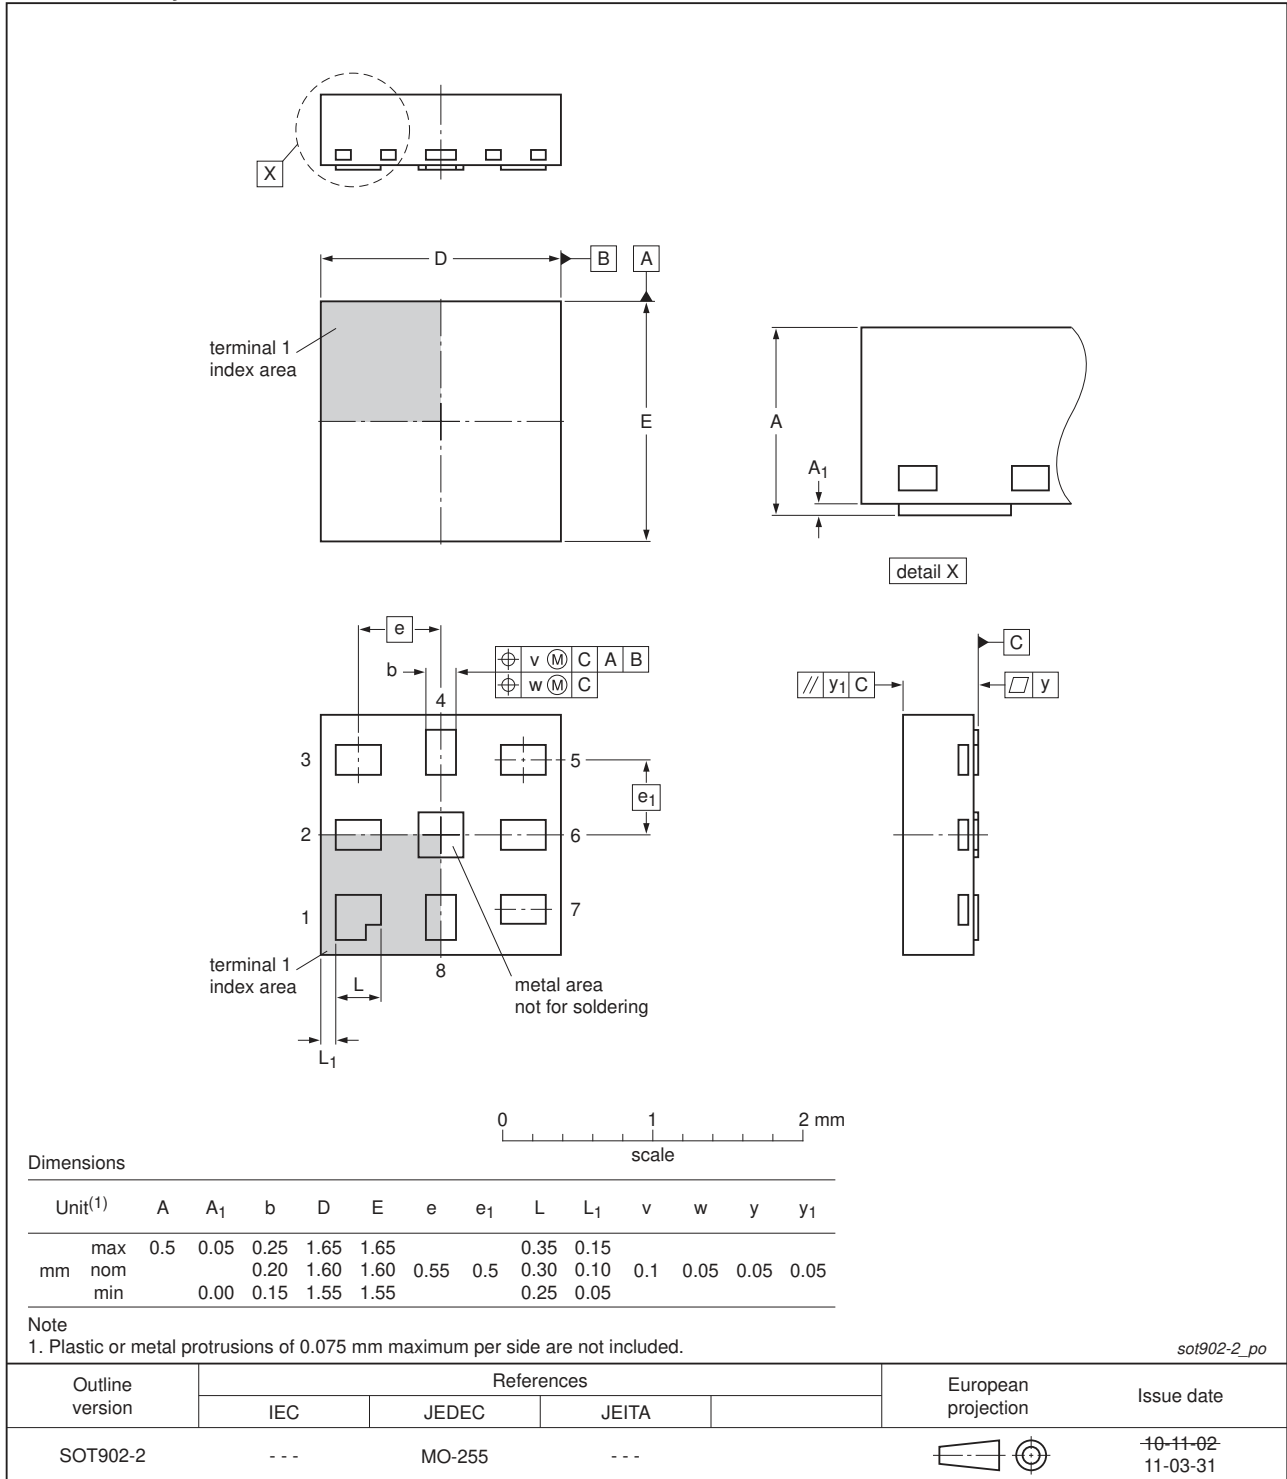 X
D
B
A
terminal 1
index area
E
A
A1
detail X
e
b
v M C A B
w M C
4
3
5
e1
2
6
1
7
terminal 1
index area
L
8
metal area
not for soldering
L1
C
y1 C
y
0 1 2 mm
scale
Dimensions
Unit(1) A A1 b D E e e1 L L1 v w y y1
max 0.5 0.05 0.25 1.65 1.65 0.35 0.15
mm nom 0.20 1.60 1.60 0.55 0.5 0.30 0.10 0.1 0.05 0.05 0.05
min 0.00 0.15 1.55 1.55 0.25 0.05
Note
1. Plastic or metal protrusions of 0.075 mm maximum per side are not included.
sot902-2_po
Outline version References European projection Issue date
IEC JEDEC JEITA
SOT902-2 - - - MO-255 - - - 10-11-02
11-03-31